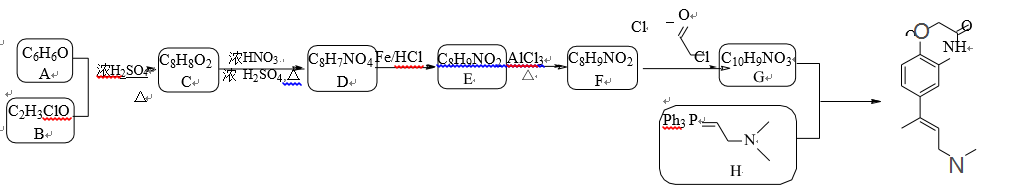 C₆H₆O
A
C₂H₃ClO
B
浓H₂SO₄
△
C₈H₈O₂
C
浓HNO₃
浓 H₂SO₄,△
C₈H₇NO₄
D
Fe/HCl
C₈H₉NO₂
E
AlCl₃
△
C₈H₉NO₂
F
Cl
O
Cl
C₁₀H₉NO₃
G
Ph₃ P
N
H
O
O
NH
N